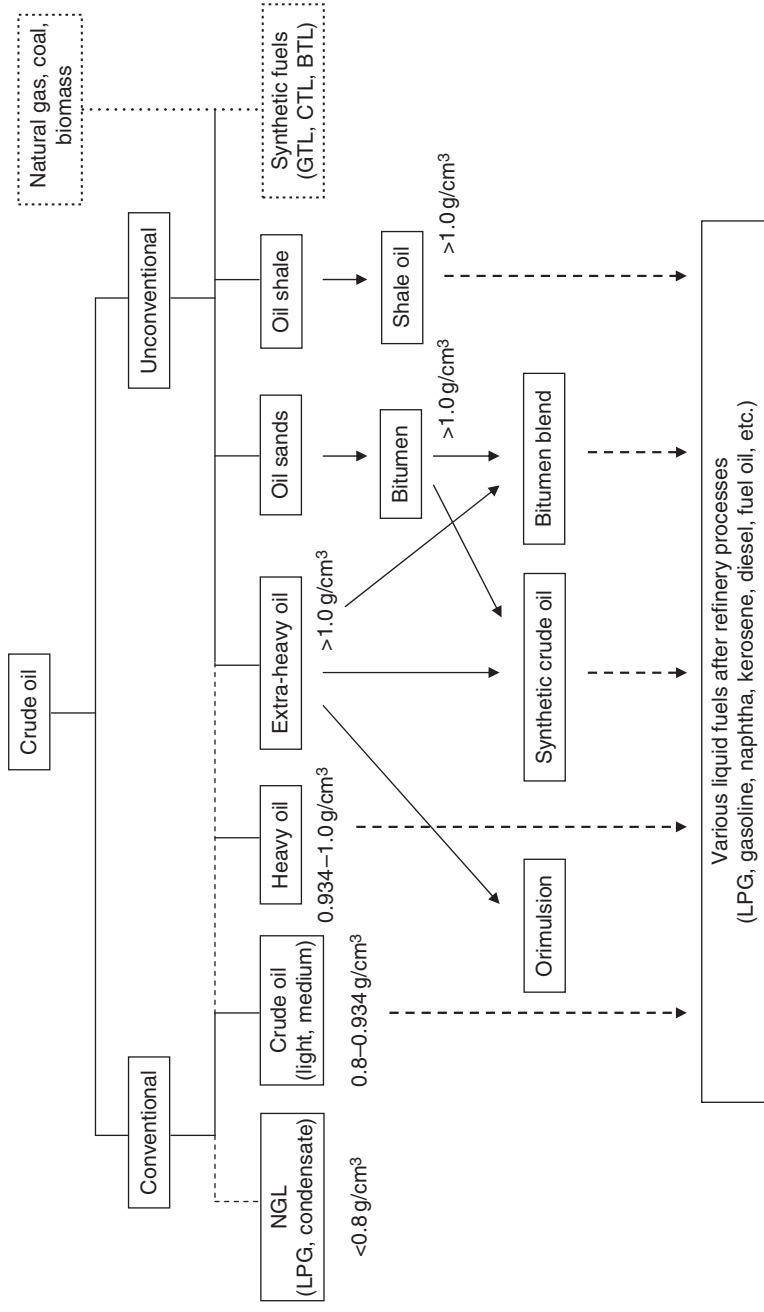 Crude oil
Conventional
Unconventional
Natural gas, coal,
biomass
NGL
(LPG, condensate)
<0.8 g/cm³
Crude oil
(light, medium)
0.8–0.934 g/cm³
Heavy oil
0.934–1.0 g/cm³
Extra-heavy oil
>1.0 g/cm³
Oil sands
Oil shale
Synthetic fuels
(GTL, CTL, BTL)
Bitumen
>1.0 g/cm³
Shale oil
>1.0 g/cm³
Orimulsion
Synthetic crude oil
Bitumen blend
Various liquid fuels after refinery processes
(LPG, gasoline, naphtha, kerosene, diesel, fuel oil, etc.)